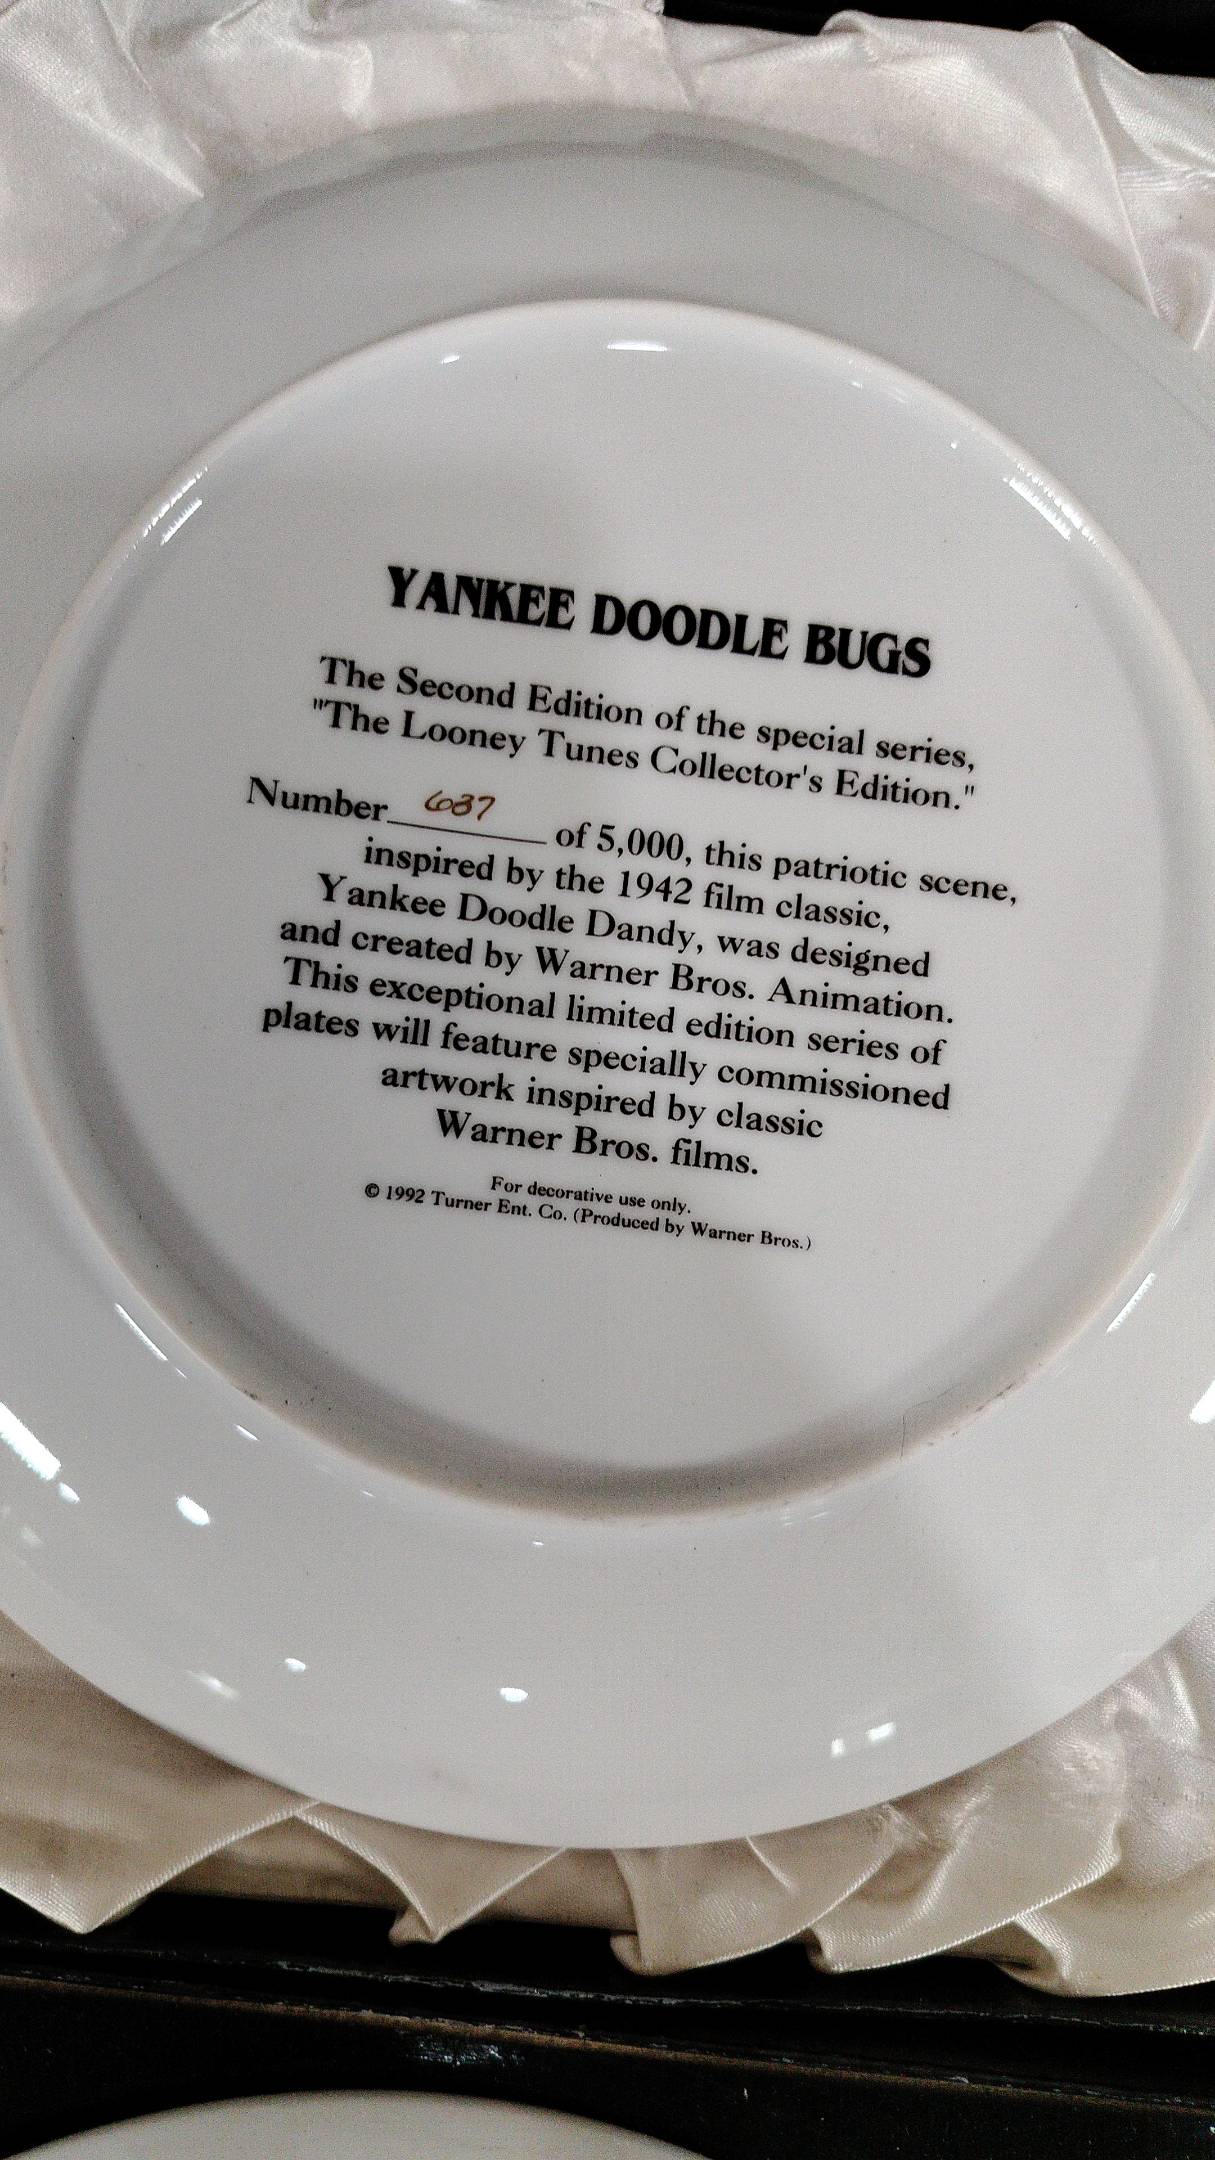 YANKEE DOODLE BUGS
The Second Edition of the special series,
"The Looney Tunes Collector's Edition."
Number 637 of 5,000, this patriotic scene,
inspired by the 1942 film classic,
Yankee Doodle Dandy, was designed
and created by Warner Bros. Animation.
This exceptional limited edition series of
plates will feature specially commissioned
artwork inspired by classic
Warner Bros. films.
For decorative use only.
© 1992 Turner Ent. Co. (Produced by Warner Bros.)